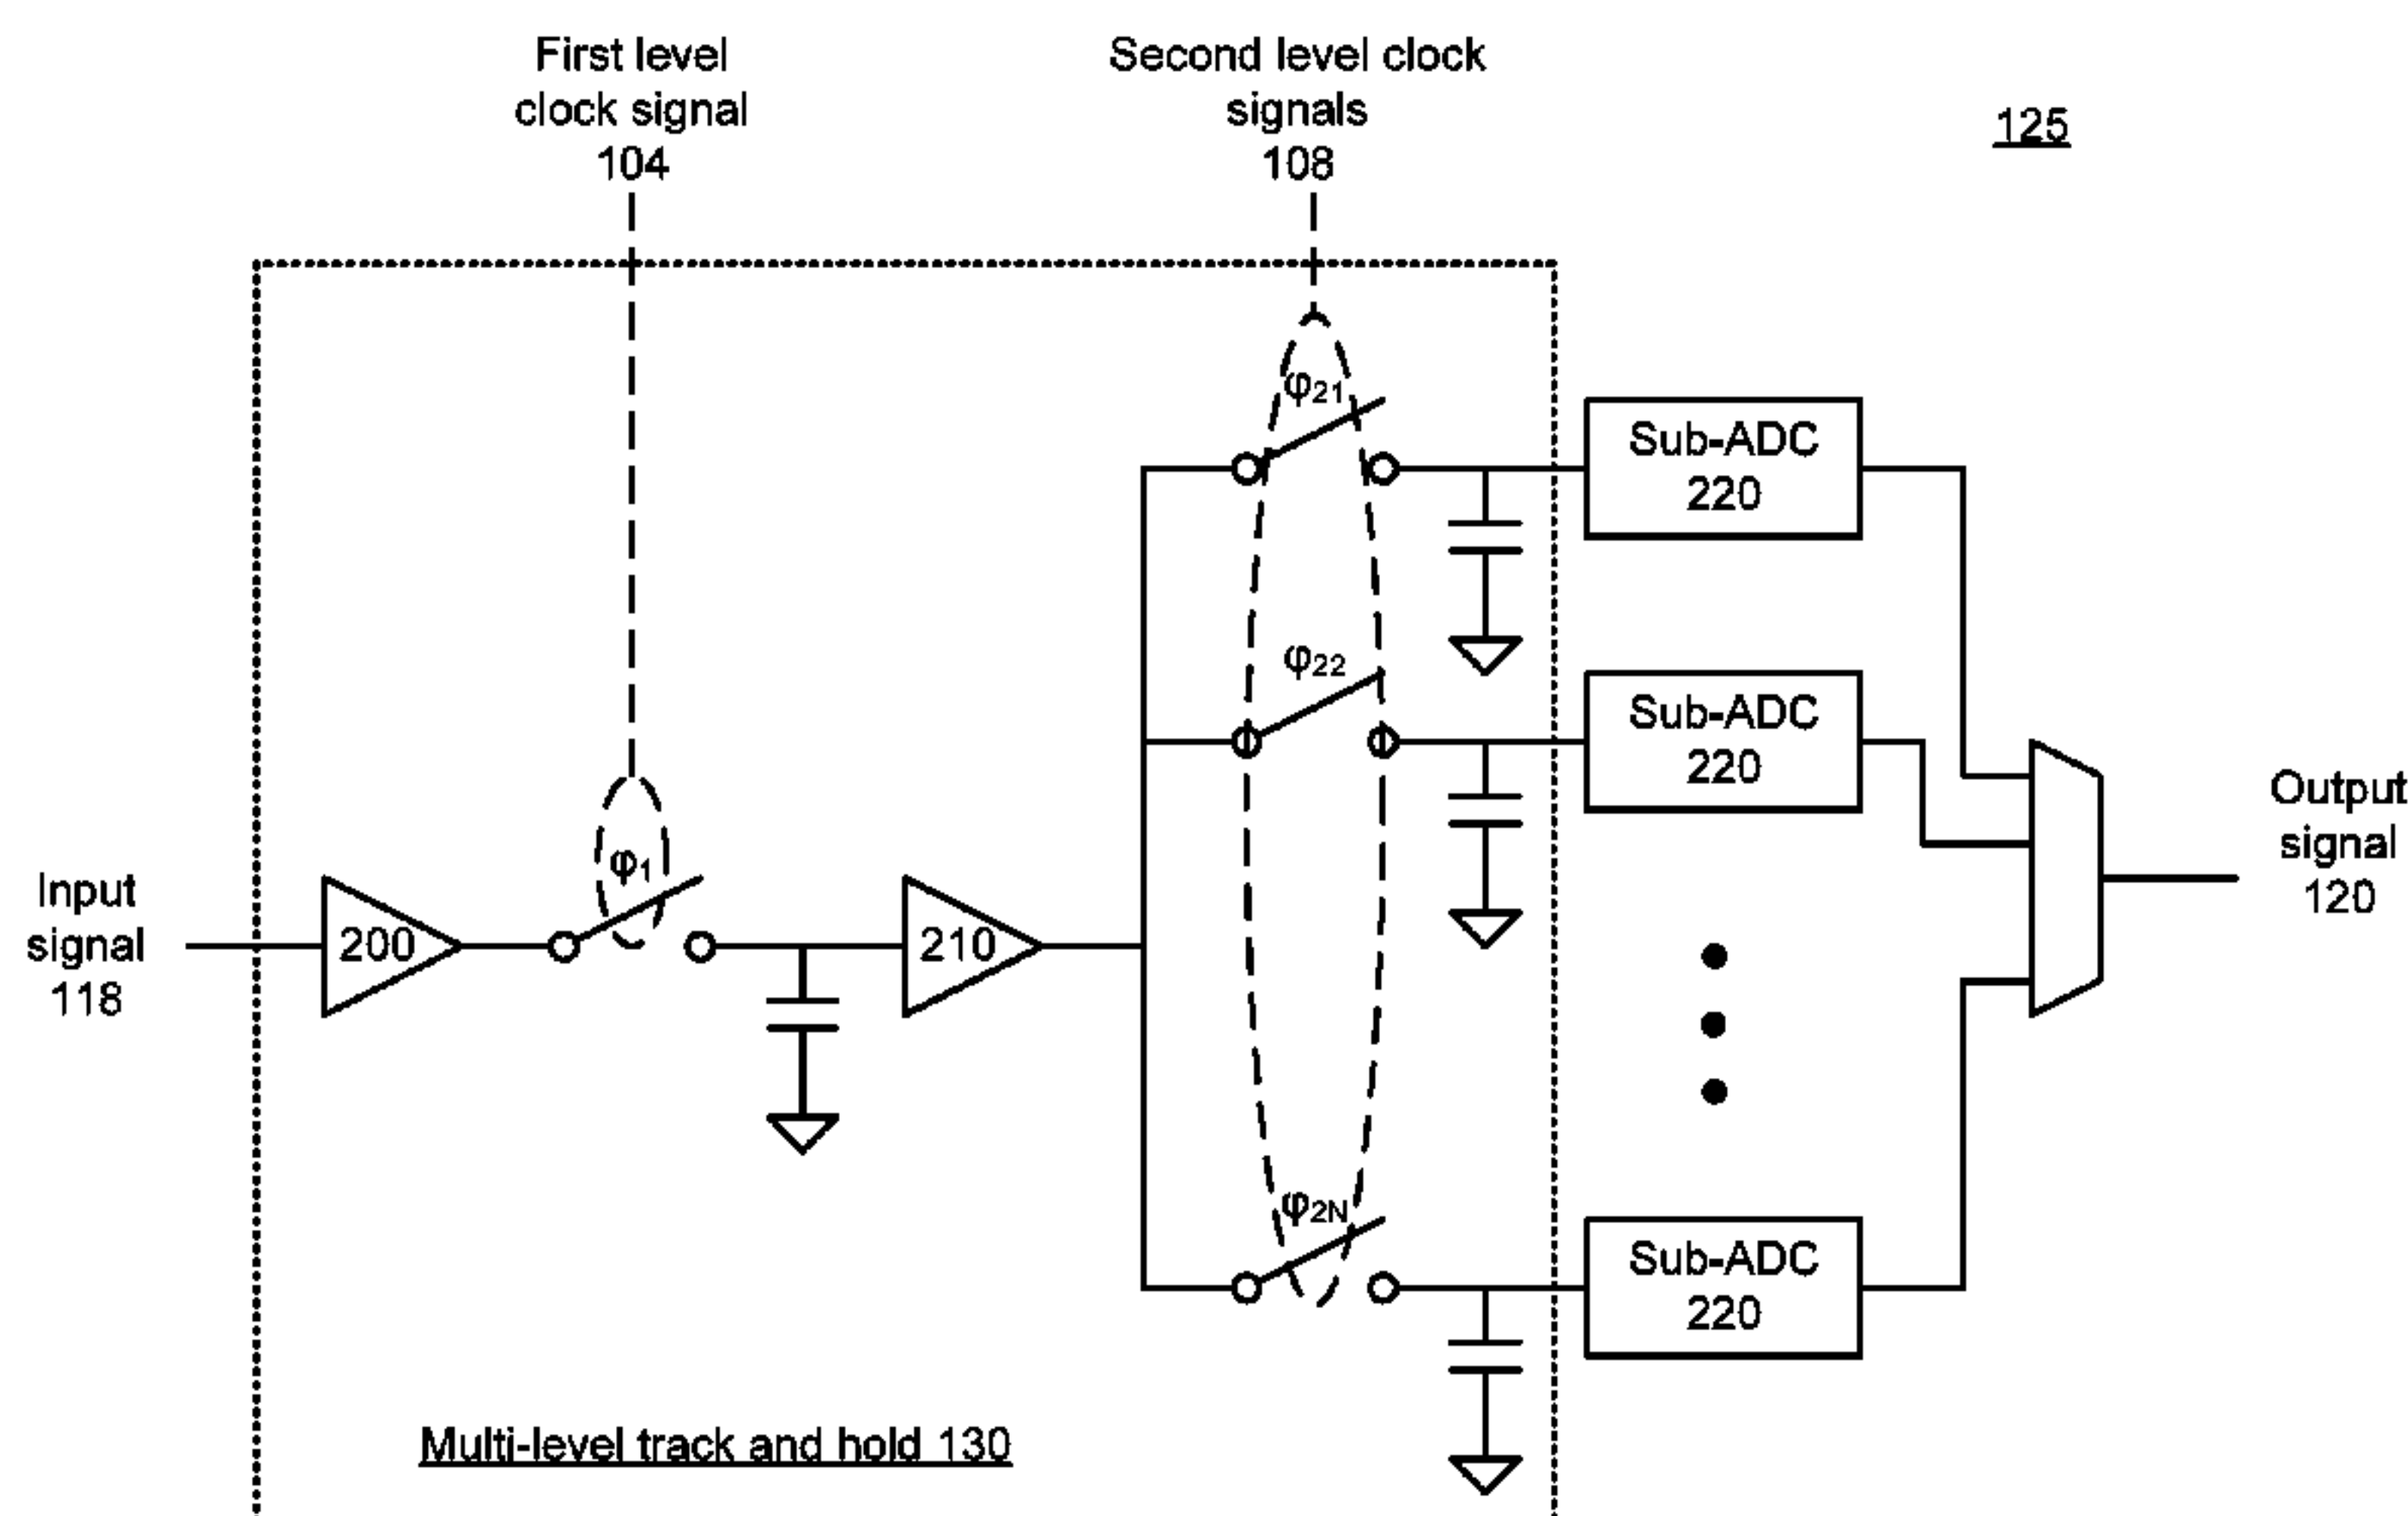 First level
clock signal
104
Second level clock
signals
108
125
φ21
Sub-ADC
220
φ22
Sub-ADC
220
φ1
Input
signal
118
200
210
Output
signal
120
φ2N
Sub-ADC
220
Multi-level track and hold 130